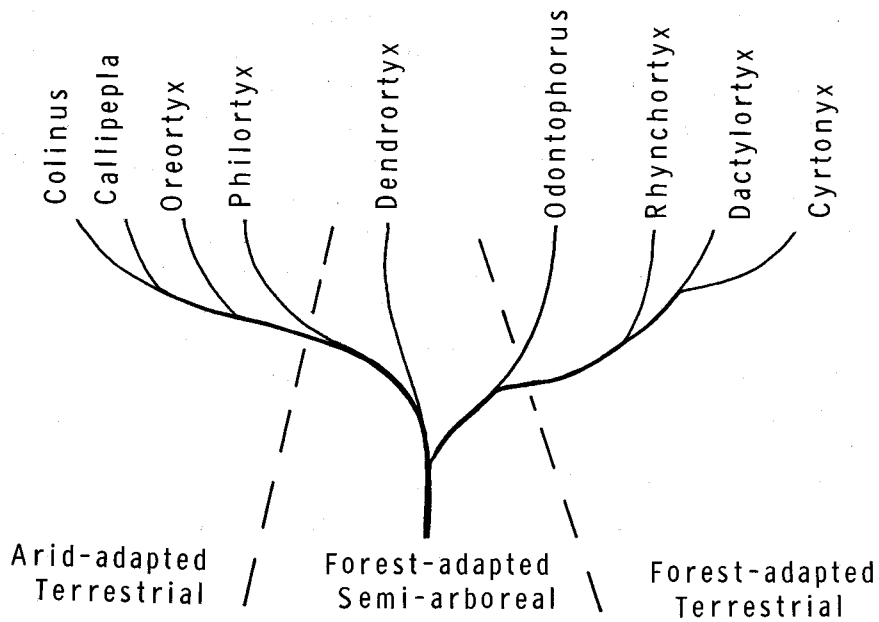 Colinus
Callipepla
Oreortyx
Philortyx
Dendrortyx
Odontophorus
Rhynchortyx
Dactylortyx
Cyrtonyx
Arid-adapted
Terrestrial
Forest-adapted
Semi-arboreal
Forest-adapted
Terrestrial